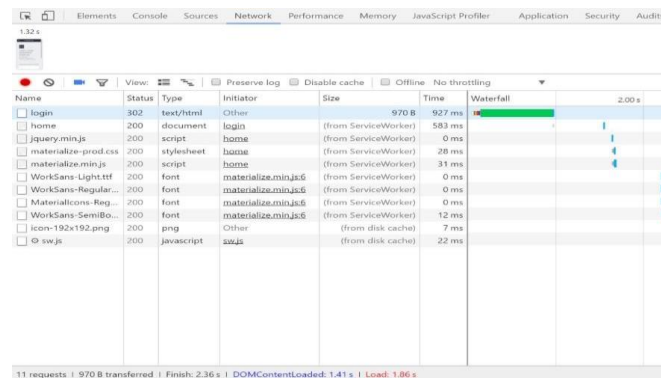 Elements Console Sources Network Performance Memory JavaScript Profiler Application Security Audits
1.32 s
View: Preserve log Disable cache Offline No throttling
Name Status Type Initiator Size Time Waterfall 2.00 s
login 302 text/html Other 970 B 927 ms
home 200 document login (from ServiceWorker) 583 ms
jquery.min.js 200 script home (from ServiceWorker) 0 ms
materialize-prod.css 200 stylesheet home (from ServiceWorker) 28 ms
materialize.min.js 200 script home (from ServiceWorker) 31 ms
WorkSans-Light.ttf 200 font materialize.min.js:6 (from ServiceWorker) 0 ms
WorkSans-Regular... 200 font materialize.min.js:6 (from ServiceWorker) 0 ms
MaterialIcons-Reg... 200 font materialize.min.js:6 (from ServiceWorker) 0 ms
WorkSans-SemiBo... 200 font materialize.min.js:6 (from ServiceWorker) 12 ms
icon-192x192.png 200 png Other (from disk cache) 7 ms
sw.js 200 javascript sw.js (from disk cache) 22 ms
11 requests | 970 B transferred | Finish: 2.36 s | DOMContentLoaded: 1.41 s | Load: 1.86 s